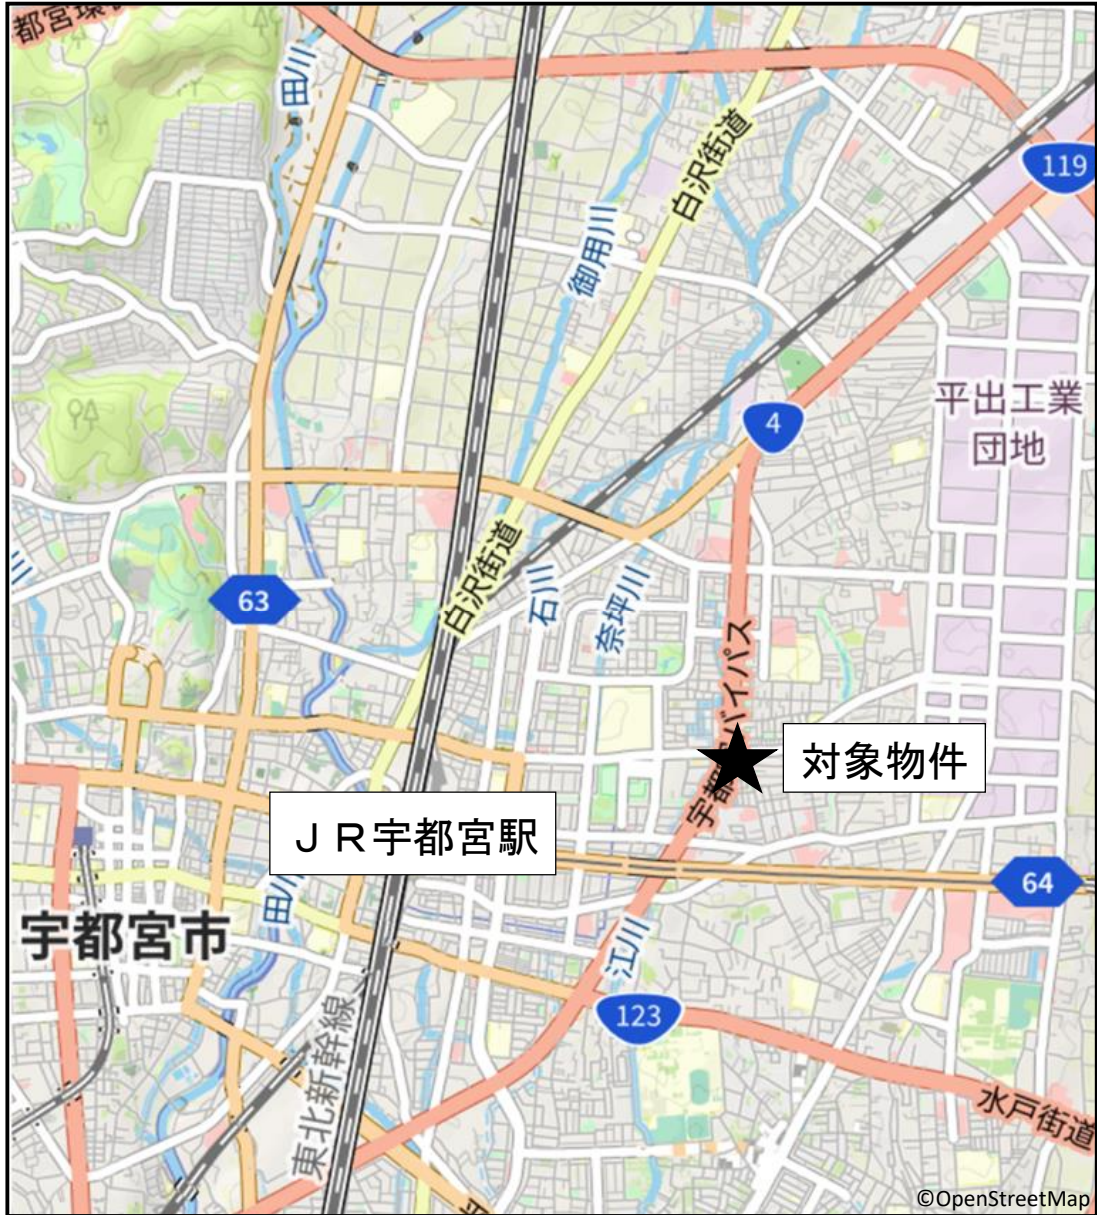 都宮環
田川
119
白沢街道
御用川
平出工業
団地
4
白沢街道
石川
奈坪川
63
川
宇都宮バイパス
対象物件
ＪＲ宇都宮駅
64
田川
宇都宮市
江川
123
東北新幹線
水戸街道
©OpenStreetMap